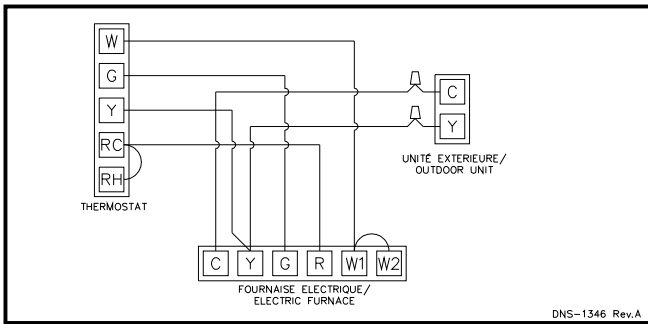 W
G
Y
RC
RH
THERMOSTAT
C
Y
UNITÉ EXTERIEURE/
OUTDOOR UNIT
C Y G R W1 W2
FOURNAISE ELECTRIQUE/
ELECTRIC FURNACE
DNS-1346 Rev.A